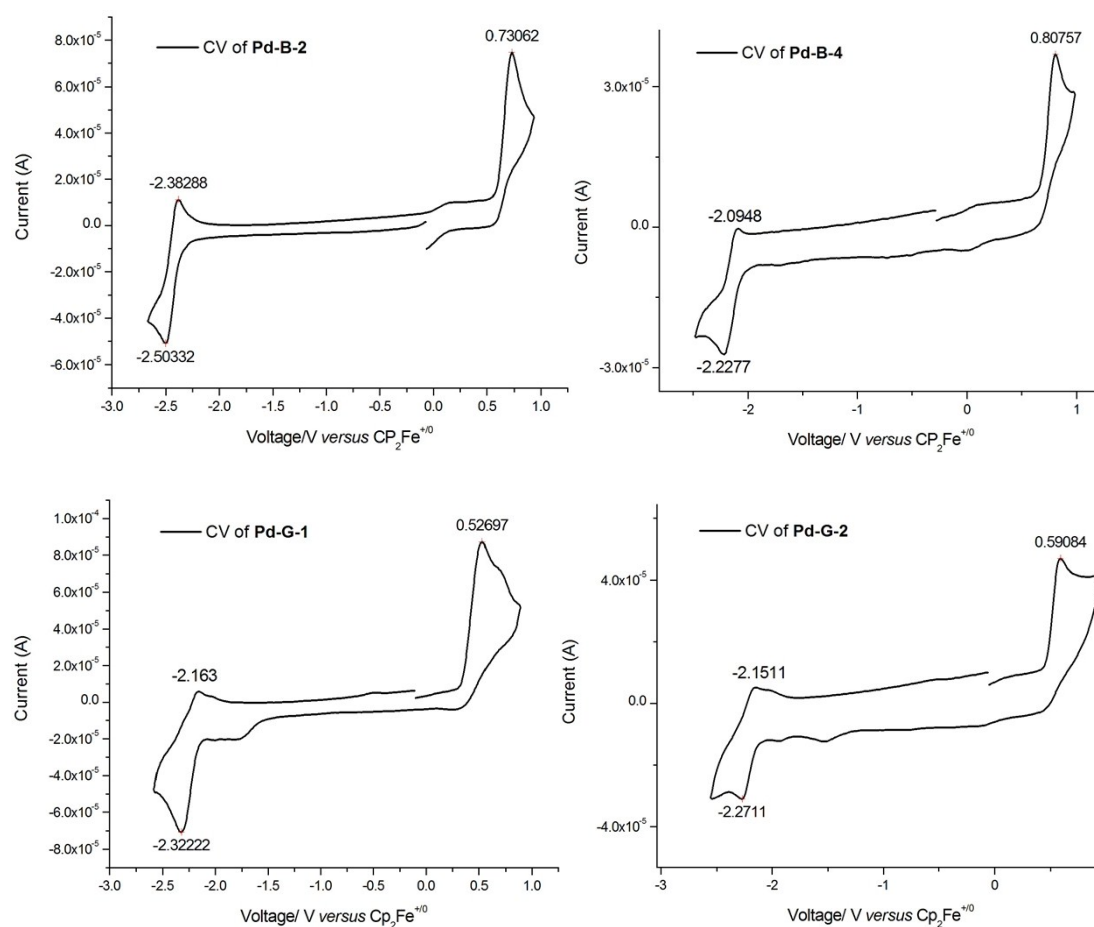 CV of Pd-B-2
0.73062
-2.38288
-2.50332
8.0x10⁻⁵
6.0x10⁻⁵
4.0x10⁻⁵
2.0x10⁻⁵
0.0
-2.0x10⁻⁵
-4.0x10⁻⁵
-6.0x10⁻⁵
Current (A)
-3.0 -2.5 -2.0 -1.5 -1.0 -0.5 0.0 0.5 1.0
Voltage/V versus CP₂Fe⁺/⁰
CV of Pd-B-4
0.80757
-2.0948
-2.2277
3.0x10⁻⁵
0.0
-3.0x10⁻⁵
Current (A)
-2 -1 0 1
Voltage/ V versus CP₂Fe⁺/⁰
CV of Pd-G-1
0.52697
-2.163
-2.32222
1.0x10⁻⁴
8.0x10⁻⁵
6.0x10⁻⁵
4.0x10⁻⁵
2.0x10⁻⁵
0.0
-2.0x10⁻⁵
-4.0x10⁻⁵
-6.0x10⁻⁵
-8.0x10⁻⁵
Current (A)
-3.0 -2.5 -2.0 -1.5 -1.0 -0.5 0.0 0.5 1.0
Voltage/ V versus Cp₂Fe⁺/⁰
CV of Pd-G-2
0.59084
-2.1511
-2.2711
4.0x10⁻⁵
0.0
-4.0x10⁻⁵
Current (A)
-3 -2 -1 0
Voltage/ V versus Cp₂Fe⁺/⁰